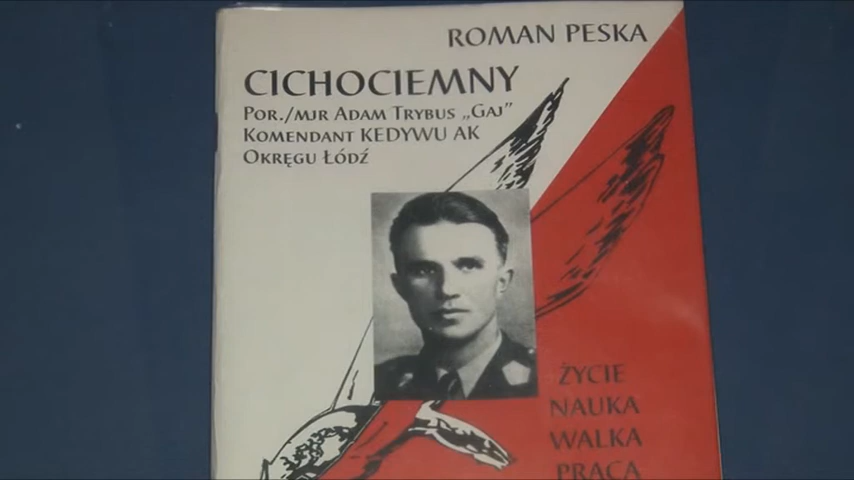 ROMAN PESKA
CICHOCIEMNY
POR./MJR ADAM TRYBUS „GAJ”
KOMENDANT KEDYWU AK
OKRĘGU ŁÓDŹ
ŻYCIE
NAUKA
WALKA
PRACA